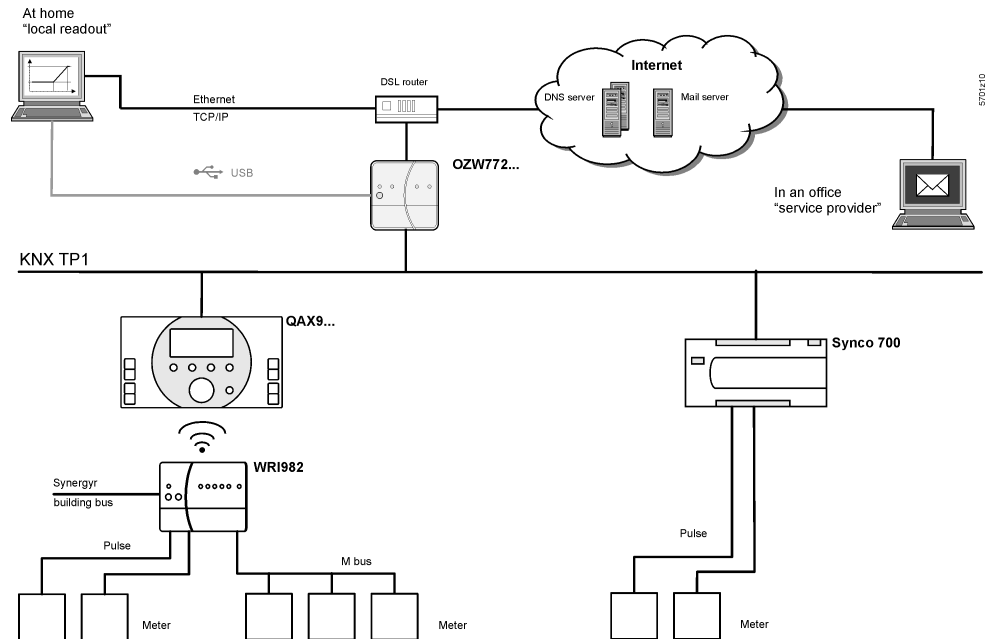 At home
“local readout”
DSL router
Internet
DNS server
Mail server
5701z10
Ethernet
TCP/IP
USB
OZW772...
In an office
“service provider”
KNX TP1
QAX9...
Synco 700
WRI982
Synergyr
building bus
Pulse
M bus
Pulse
Meter
Meter
Meter